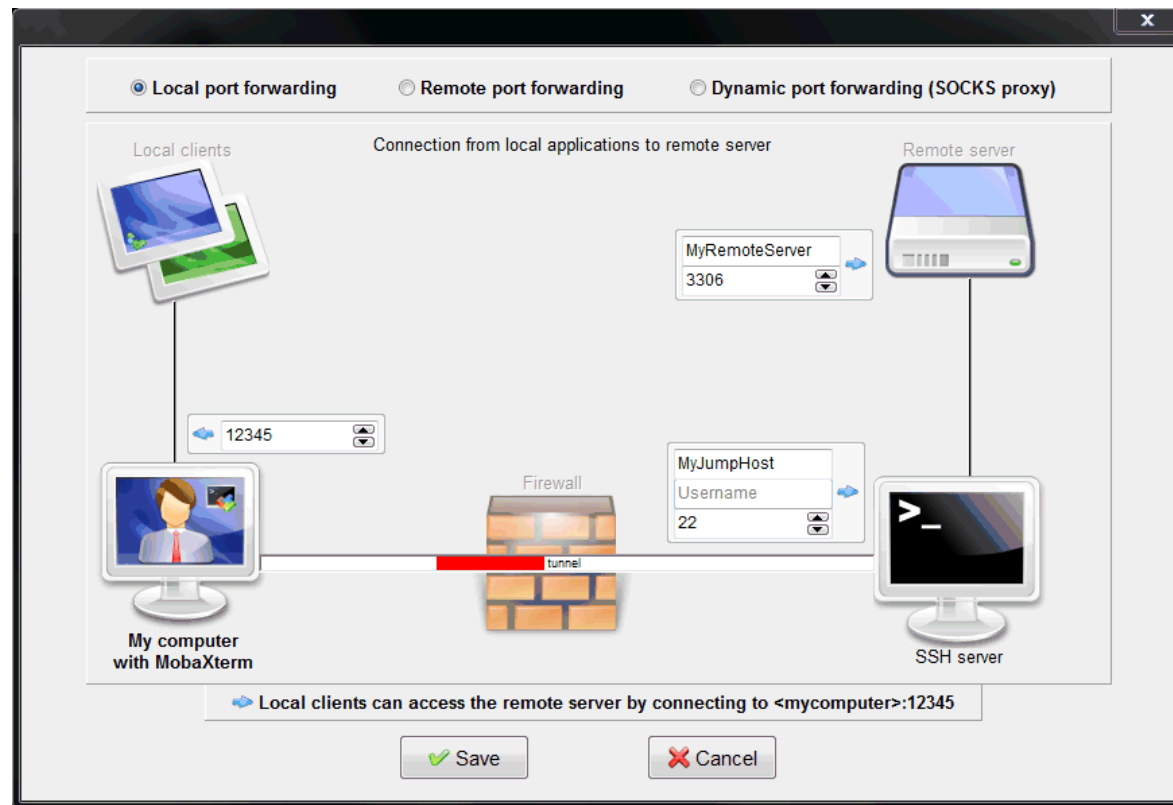 x
Local port forwarding Remote port forwarding Dynamic port forwarding (SOCKS proxy)
Connection from local applications to remote server
Local clients
Remote server
MyRemoteServer
3306
12345
MyJumpHost
Username
22
Firewall
tunnel
>_
My computer
with MobaXterm
SSH server
Local clients can access the remote server by connecting to <mycomputer>:12345
Save Cancel